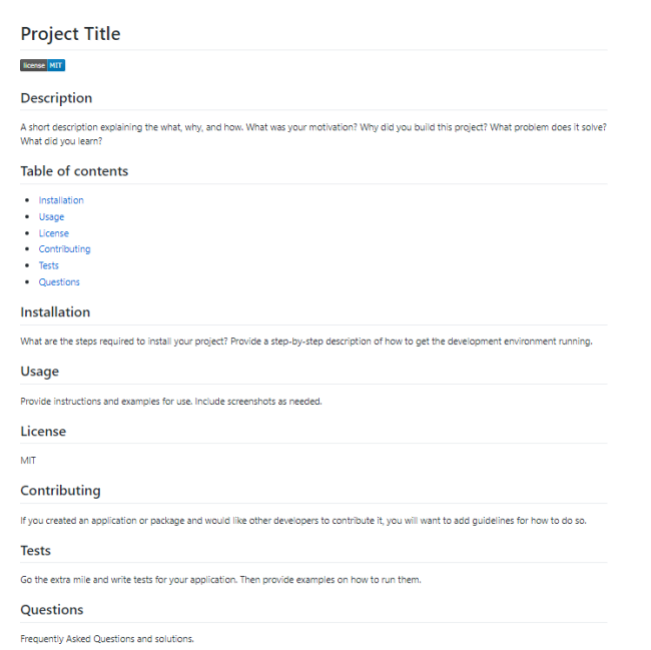 Project Title
license MIT
Description
A short description explaining the what, why, and how. What was your motivation? Why did you build this project? What problem does it solve?
What did you learn?
Table of contents
Installation
Usage
License
Contributing
Tests
Questions
Installation
What are the steps required to install your project? Provide a step-by-step description of how to get the development environment running.
Usage
Provide instructions and examples for use. Include screenshots as needed.
License
MIT
Contributing
If you created an application or package and would like other developers to contribute it, you will want to add guidelines for how to do so.
Tests
Go the extra mile and write tests for your application. Then provide examples on how to run them.
Questions
Frequently Asked Questions and solutions.